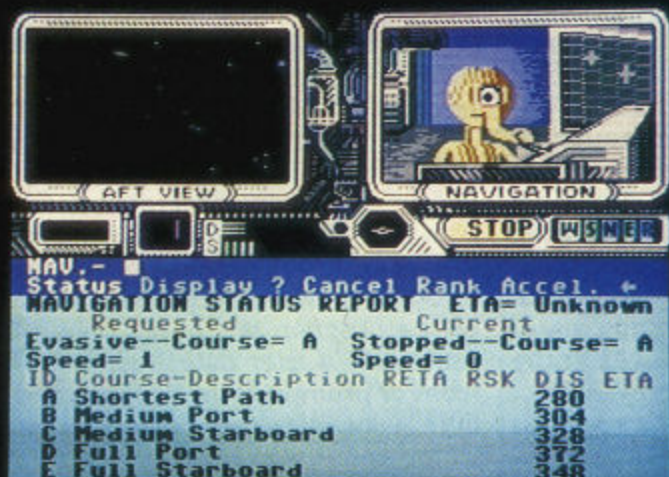 AFT VIEW
NAVIGATION
D
S
STOP
WSNER
NAV.-
Status Display ? Cancel Rank Accel. ←
NAVIGATION STATUS REPORT ETA= Unknown
Requested Current
Evasive--Course= A Stopped--Course= A
Speed= 1 Speed= 0
ID Course-Description RETA RSK DIS ETA
A Shortest Path 280
B Medium Port 304
C Medium Starboard 328
D Full Port 372
E Full Starboard 348